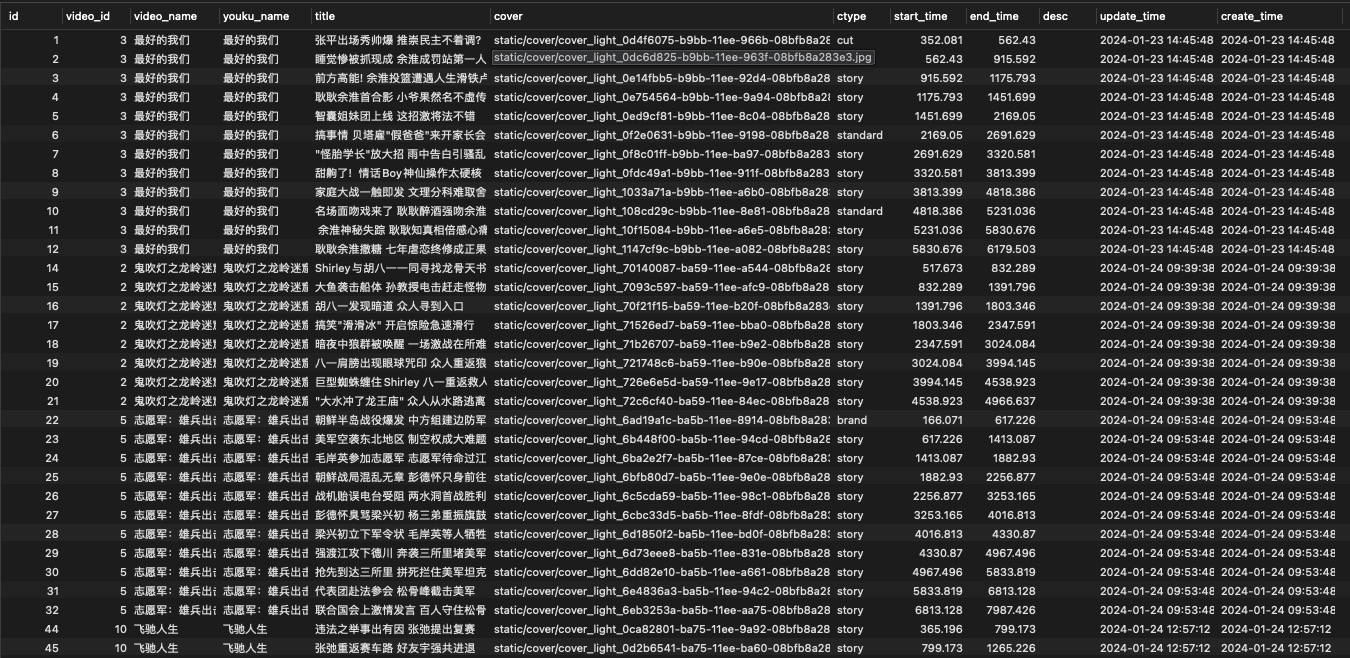 id video_id video_name youku_name title cover ctype start_time end_time desc update_time create_time
1 3 最好的我们 最好的我们 张平出场秀帅爆 推崇民主不着调? static/cover/cover_light_0d4f6075-b9bb-11ee-966b-08bfb8a28 cut 352.081 562.43 2024-01-23 14:45:48 2024-01-23 14:45:48
2 3 最好的我们 最好的我们 睡觉惨被抓现成 余淮成罚站第一人 static/cover/cover_light_0dc6d825-b9bb-11ee-963f-08bfb8a283e3.jpg 562.43 915.592 2024-01-23 14:45:48 2024-01-23 14:45:48
3 3 最好的我们 最好的我们 前方高能! 余淮投篮遭遇人生滑铁卢 static/cover/cover_light_0e14fbb5-b9bb-11ee-92d4-08bfb8a28 story 915.592 1175.793 2024-01-23 14:45:48 2024-01-23 14:45:48
4 3 最好的我们 最好的我们 耿耿余淮首合影 小爷果然名不虚传 static/cover/cover_light_0e754564-b9bb-11ee-9a94-08bfb8a28 story 1175.793 1451.699 2024-01-23 14:45:48 2024-01-23 14:45:48
5 3 最好的我们 最好的我们 智囊姐妹团上线 这招激将法不错 static/cover/cover_light_0ed9cf81-b9bb-11ee-8c04-08bfb8a28 story 1451.699 2169.05 2024-01-23 14:45:48 2024-01-23 14:45:48
6 3 最好的我们 最好的我们 搞事情 贝塔雇"假爸爸"来开家长会 static/cover/cover_light_0f2e0631-b9bb-11ee-9198-08bfb8a28 standard 2169.05 2691.629 2024-01-23 14:45:48 2024-01-23 14:45:48
7 3 最好的我们 最好的我们 "怪胎学长"放大招 雨中告白引骚乱 static/cover/cover_light_0f8c01ff-b9bb-11ee-ba97-08bfb8a283 story 2691.629 3320.581 2024-01-23 14:45:48 2024-01-23 14:45:48
8 3 最好的我们 最好的我们 甜齁了! 情话Boy神仙操作太硬核 static/cover/cover_light_0fdc49a1-b9bb-11ee-911f-08bfb8a283 story 3320.581 3813.399 2024-01-23 14:45:48 2024-01-23 14:45:48
9 3 最好的我们 最好的我们 家庭大战一触即发 文理分科难取舍 static/cover/cover_light_1033a71a-b9bb-11ee-a6b0-08bfb8a28 story 3813.399 4818.386 2024-01-23 14:45:48 2024-01-23 14:45:48
10 3 最好的我们 最好的我们 名场面吻戏来了 耿耿醉酒强吻余淮 static/cover/cover_light_108cd29c-b9bb-11ee-8e81-08bfb8a28 standard 4818.386 5231.036 2024-01-23 14:45:48 2024-01-23 14:45:48
11 3 最好的我们 最好的我们 余淮神秘失踪 耿耿知真相倍感心痛 static/cover/cover_light_10f15084-b9bb-11ee-a6e5-08bfb8a28 story 5231.036 5830.676 2024-01-23 14:45:48 2024-01-23 14:45:48
12 3 最好的我们 最好的我们 耿耿余淮撒糖 七年虐恋终修成正果 static/cover/cover_light_1147cf9c-b9bb-11ee-a082-08bfb8a283 story 5830.676 6179.503 2024-01-23 14:45:48 2024-01-23 14:45:48
14 2 鬼吹灯之龙岭迷 鬼吹灯之龙岭迷 Shirley与胡八一一同寻找龙骨天书 static/cover/cover_light_70140087-ba59-11ee-a544-08bfb8a28 story 517.673 832.289 2024-01-24 09:39:38 2024-01-24 09:39:38
15 2 鬼吹灯之龙岭迷 鬼吹灯之龙岭迷 大鱼袭击船体 孙教授电击赶走怪物 static/cover/cover_light_7093c597-ba59-11ee-afc9-08bfb8a28 story 832.289 1391.796 2024-01-24 09:39:38 2024-01-24 09:39:38
16 2 鬼吹灯之龙岭迷 鬼吹灯之龙岭迷 胡八一发现暗道 众人寻到入口 static/cover/cover_light_70f21f15-ba59-11ee-b20f-08bfb8a283 story 1391.796 1803.346 2024-01-24 09:39:38 2024-01-24 09:39:38
17 2 鬼吹灯之龙岭迷 鬼吹灯之龙岭迷 搞笑"滑滑冰" 开启惊险急速滑行 static/cover/cover_light_71526ed7-ba59-11ee-bba0-08bfb8a28 story 1803.346 2347.591 2024-01-24 09:39:38 2024-01-24 09:39:38
18 2 鬼吹灯之龙岭迷 鬼吹灯之龙岭迷 暗夜中狼群被唤醒 一场激战在所难 static/cover/cover_light_71b26707-ba59-11ee-b9e2-08bfb8a28 story 2347.591 3024.084 2024-01-24 09:39:38 2024-01-24 09:39:38
19 2 鬼吹灯之龙岭迷 鬼吹灯之龙岭迷 八一肩膀出现眼球咒印 众人重返狼 static/cover/cover_light_721748c6-ba59-11ee-b90e-08bfb8a28 story 3024.084 3994.145 2024-01-24 09:39:38 2024-01-24 09:39:38
20 2 鬼吹灯之龙岭迷 鬼吹灯之龙岭迷 巨型蜘蛛缠住Shirley 八一重返救人 static/cover/cover_light_726e6e5d-ba59-11ee-9e17-08bfb8a28 story 3994.145 4538.923 2024-01-24 09:39:38 2024-01-24 09:39:38
21 2 鬼吹灯之龙岭迷 鬼吹灯之龙岭迷 "大水冲了龙王庙" 众人从水路逃离 static/cover/cover_light_72c6cf40-ba59-11ee-84ec-08bfb8a28 story 4538.923 4966.637 2024-01-24 09:39:38 2024-01-24 09:39:38
22 5 志愿军：雄兵出击 志愿军：雄兵出击 朝鲜半岛战役爆发 中方组建边防军 static/cover/cover_light_6ad19a1c-ba5b-11ee-8914-08bfb8a28 brand 166.071 617.226 2024-01-24 09:53:48 2024-01-24 09:53:48
23 5 志愿军：雄兵出击 志愿军：雄兵出击 美军空袭东北地区 制空权成大难题 static/cover/cover_light_6b448f00-ba5b-11ee-94cd-08bfb8a28 story 617.226 1413.087 2024-01-24 09:53:48 2024-01-24 09:53:48
24 5 志愿军：雄兵出击 志愿军：雄兵出击 毛岸英参加志愿军 志愿军待命过江 static/cover/cover_light_6ba2e2f7-ba5b-11ee-87ce-08bfb8a28 story 1413.087 1882.93 2024-01-24 09:53:48 2024-01-24 09:53:48
25 5 志愿军：雄兵出击 志愿军：雄兵出击 朝鲜战局混乱无章 彭德怀只身前往 static/cover/cover_light_6bfb80d7-ba5b-11ee-9e0e-08bfb8a28 story 1882.93 2256.877 2024-01-24 09:53:48 2024-01-24 09:53:48
26 5 志愿军：雄兵出击 志愿军：雄兵出击 战机贻误电台受阻 两水洞首战胜利 static/cover/cover_light_6c5cda59-ba5b-11ee-98c1-08bfb8a28 story 2256.877 3253.165 2024-01-24 09:53:48 2024-01-24 09:53:48
27 5 志愿军：雄兵出击 志愿军：雄兵出击 彭德怀臭骂梁兴初 杨三弟重振旗鼓 static/cover/cover_light_6cbc33d5-ba5b-11ee-8fdf-08bfb8a28 story 3253.165 4016.813 2024-01-24 09:53:48 2024-01-24 09:53:48
28 5 志愿军：雄兵出击 志愿军：雄兵出击 梁兴初立下军令状 毛岸英等人牺牲 static/cover/cover_light_6d1850f2-ba5b-11ee-bd0f-08bfb8a28 story 4016.813 4330.87 2024-01-24 09:53:48 2024-01-24 09:53:48
29 5 志愿军：雄兵出击 志愿军：雄兵出击 强渡江攻下德川 奔袭三所里堵美军 static/cover/cover_light_6d73eee8-ba5b-11ee-831e-08bfb8a28 story 4330.87 4967.496 2024-01-24 09:53:48 2024-01-24 09:53:48
30 5 志愿军：雄兵出击 志愿军：雄兵出击 抢先到达三所里 拼死拦住美军坦克 static/cover/cover_light_6dd82e10-ba5b-11ee-a661-08bfb8a28 story 4967.496 5833.819 2024-01-24 09:53:48 2024-01-24 09:53:48
31 5 志愿军：雄兵出击 志愿军：雄兵出击 代表团赴法参会 松骨峰截击美军 static/cover/cover_light_6e4836a3-ba5b-11ee-94c2-08bfb8a28 story 5833.819 6813.128 2024-01-24 09:53:48 2024-01-24 09:53:48
32 5 志愿军：雄兵出击 志愿军：雄兵出击 联合国会上激情发言 百人守住松骨 static/cover/cover_light_6eb3253a-ba5b-11ee-aa75-08bfb8a28 story 6813.128 7987.426 2024-01-24 09:53:48 2024-01-24 09:53:48
44 10 飞驰人生 飞驰人生 违法之举事出有因 张弛提出复赛 static/cover/cover_light_0ca82801-ba75-11ee-9a92-08bfb8a28 story 365.196 799.173 2024-01-24 12:57:12 2024-01-24 12:57:12
45 10 飞驰人生 飞驰人生 张弛重返赛车路 好友宇强共进退 static/cover/cover_light_0d2b6541-ba75-11ee-ba60-08bfb8a28 story 799.173 1265.226 2024-01-24 12:57:12 2024-01-24 12:57:12